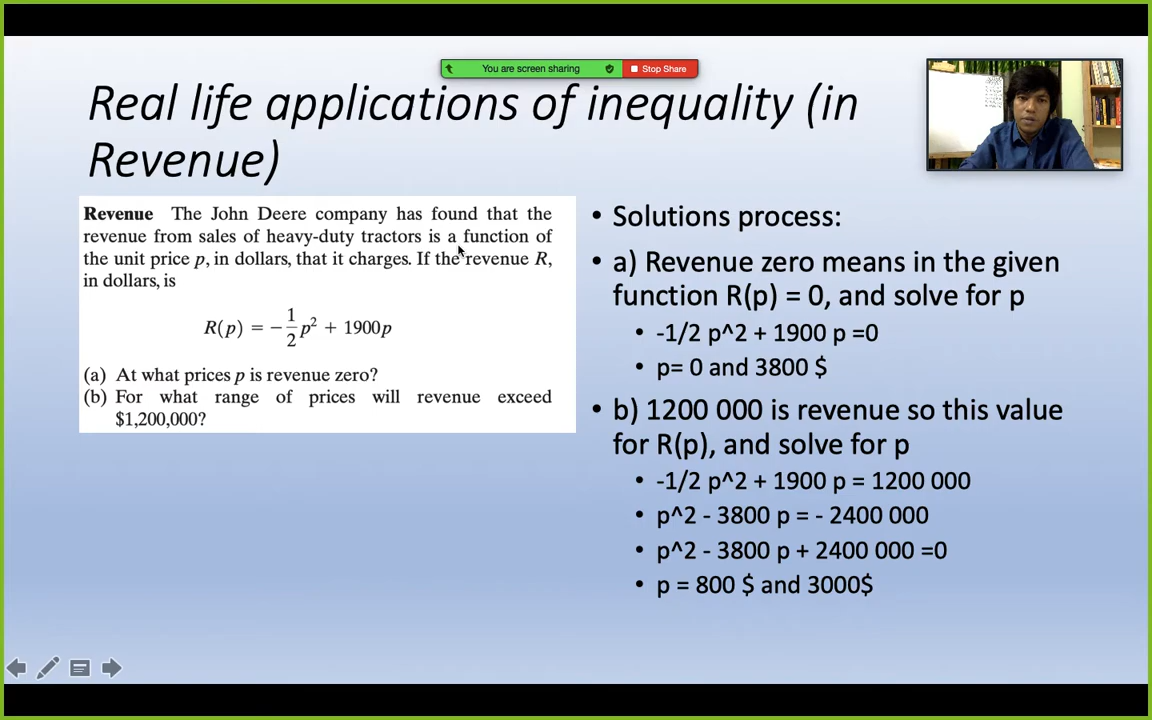 You are screen sharing
Stop Share
Real life applications of inequality (in
Revenue)
Revenue The John Deere company has found that the
revenue from sales of heavy-duty tractors is a function of
the unit price p, in dollars, that it charges. If the revenue R,
in dollars, is
R(p) = −1/2p² + 1900p
(a) At what prices p is revenue zero?
(b) For what range of prices will revenue exceed
$1,200,000?
• Solutions process:
• a) Revenue zero means in the given
function R(p) = 0, and solve for p
• -1/2 p^2 + 1900 p =0
• p= 0 and 3800 $
• b) 1200 000 is revenue so this value
for R(p), and solve for p
• -1/2 p^2 + 1900 p = 1200 000
• p^2 - 3800 p = - 2400 000
• p^2 - 3800 p + 2400 000 =0
• p = 800 $ and 3000$